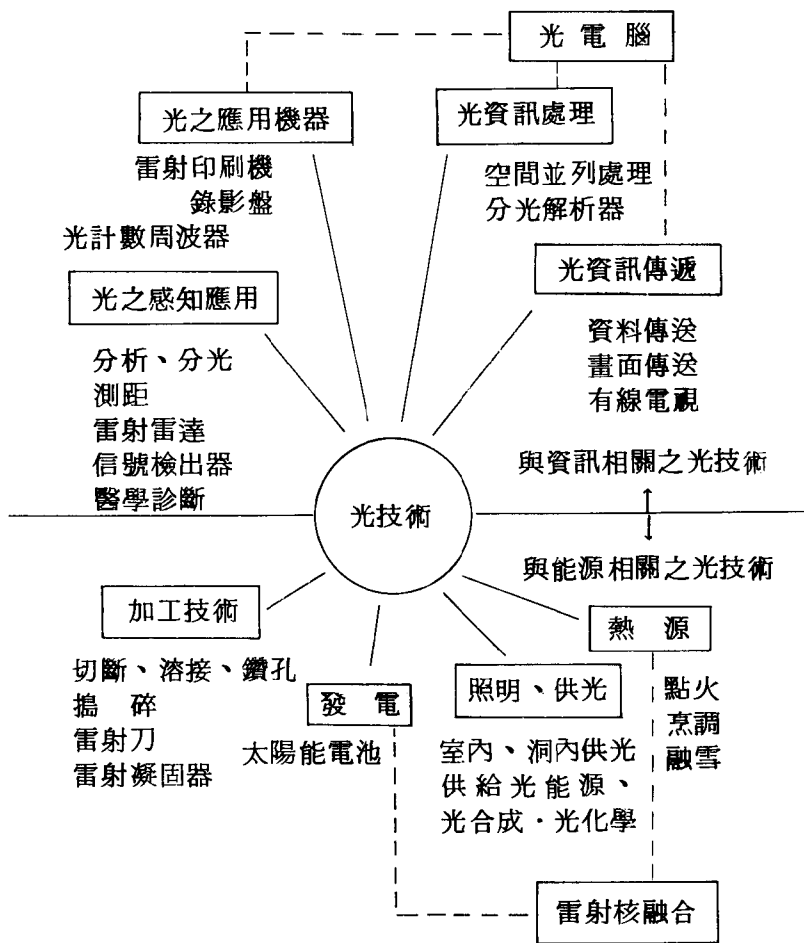 光電腦
光之應用機器
雷射印刷機
錄影盤
光計數周波器
光資訊處理
空間並列處理
分光解析器
光之感知應用
分析、分光
測距
雷射雷達
信號檢出器
醫學診斷
光資訊傳遞
資料傳送
畫面傳送
有線電視
與資訊相關之光技術
光技術
與能源相關之光技術
加工技術
切斷、溶接、鑽孔
搗碎
雷射刀
雷射凝固器
發電
太陽能電池
照明、供光
室內、洞內供光
供給光能源、
光合成·光化學
熱源
點火
烹調
融雪
雷射核融合